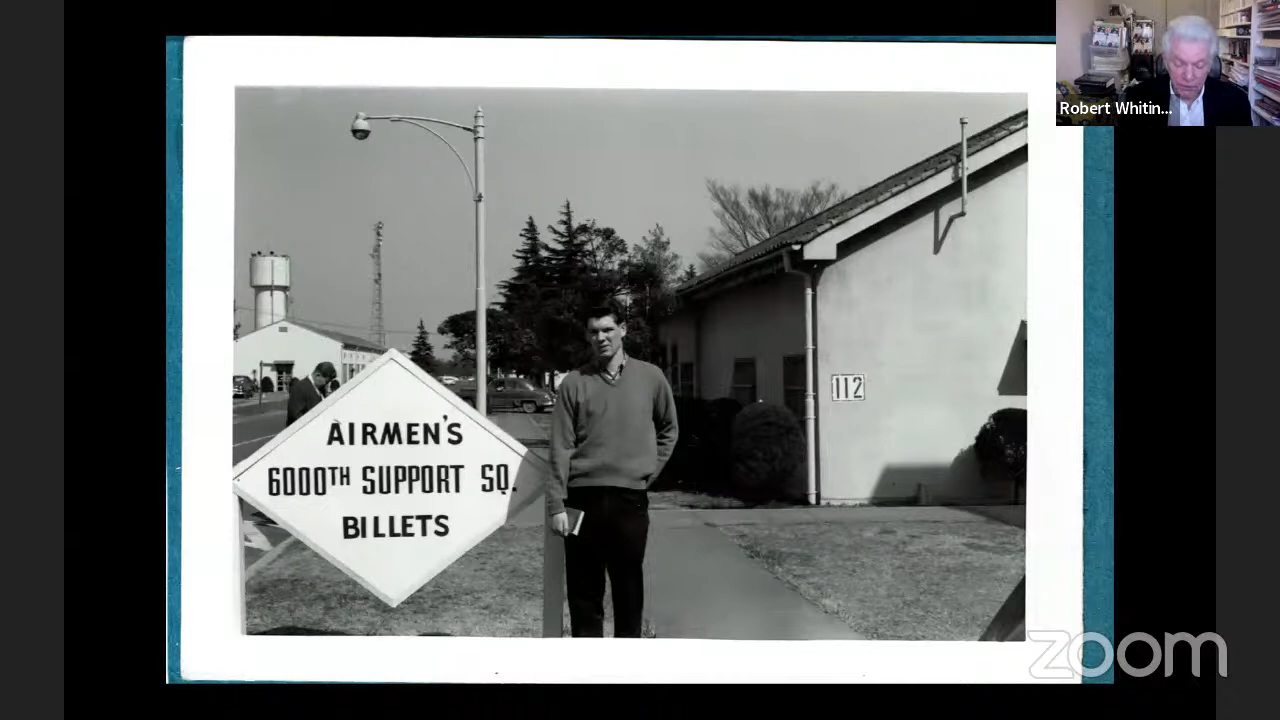 Robert Whitin...
AIRMEN'S
6000TH SUPPORT SQ.
BILLETS
112
zoom